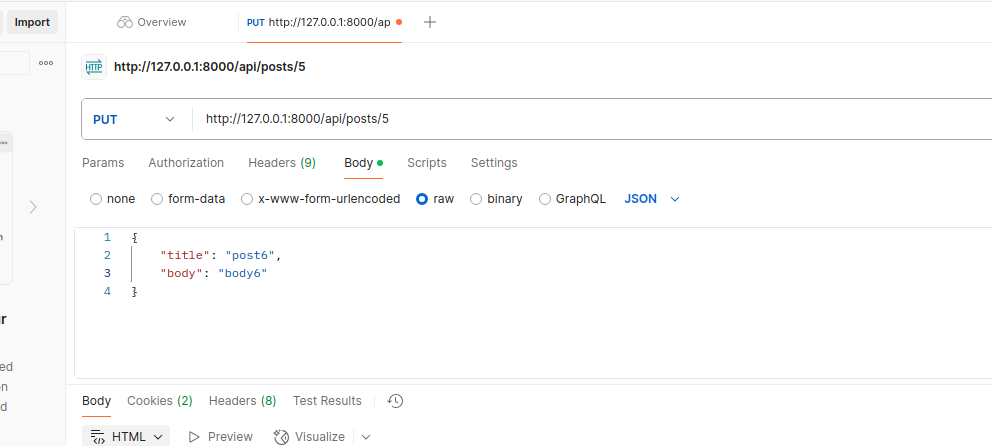 Import
Overview
PUT http://127.0.0.1:8000/ap
HTTP http://127.0.0.1:8000/api/posts/5
PUT http://127.0.0.1:8000/api/posts/5
Params Authorization Headers (9) Body Scripts Settings
none form-data x-www-form-urlencoded raw binary GraphQL JSON
1 {
2 "title": "post6",
3 "body": "body6"
4 }
Body Cookies (2) Headers (8) Test Results
HTML Preview Visualize